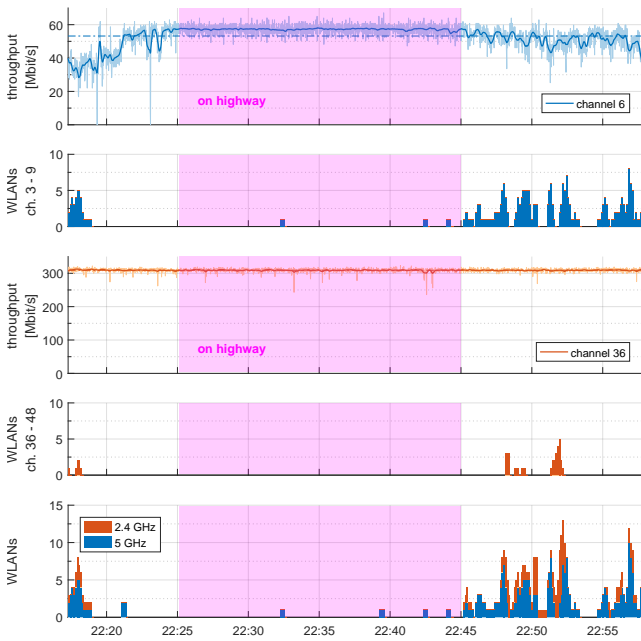 throughput
[Mbit/s]
60
40
20
0
on highway
channel 6
WLANs
ch. 3 - 9
10
5
0
throughput
[Mbit/s]
300
200
100
0
on highway
channel 36
WLANs
ch. 36 - 48
10
5
0
WLANs
15
10
5
0
2.4 GHz
5 GHz
22:20 22:25 22:30 22:35 22:40 22:45 22:50 22:55